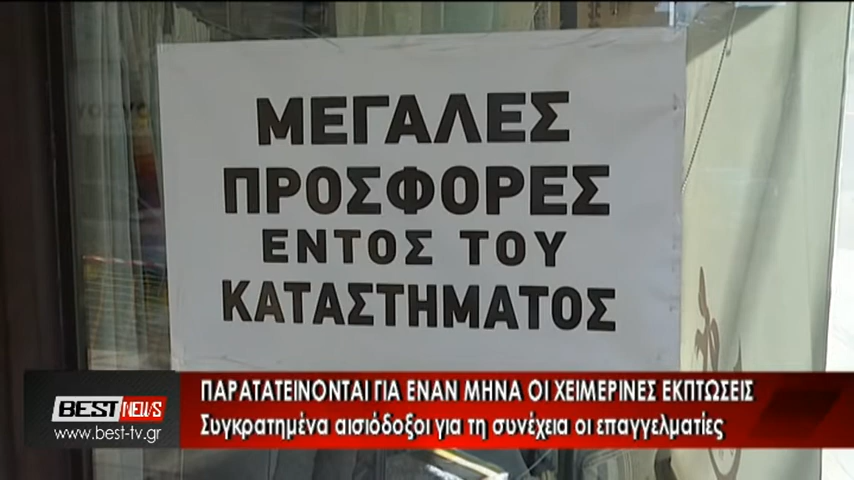 ΜΕΓΑΛΕΣ
ΠΡΟΣΦΟΡΕΣ
ΕΝΤΟΣ ΤΟΥ
ΚΑΤΑΣΤΗΜΑΤΟΣ
ΠΑΡΑΤΑΤΕΙΝΟΝΤΑΙ ΓΙΑ ΕΝΑΝ ΜΗΝΑ ΟΙ ΧΕΙΜΕΡΙΝΕΣ ΕΚΠΤΩΣΕΙΣ
Συγκρατημένα αισιόδοξοι για τη συνέχεια οι επαγγελματίες
BEST NEWS
www.best-tv.gr